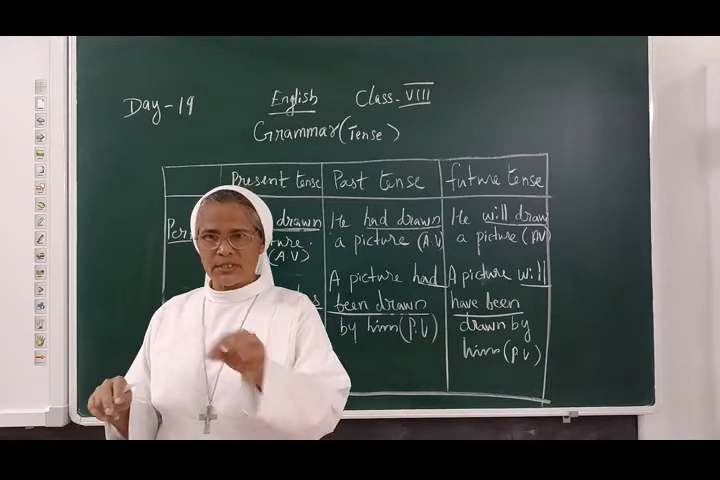 Day-19
English Class-VIII
Grammar (Tense)
Present tense Past tense future tense
drawn He had drawn He will draw
a picture (A.V) a picture (A.V)
(A.V)
A picture had A picture will
been drawn have been
by him (P.V) drawn by
him (P.V)